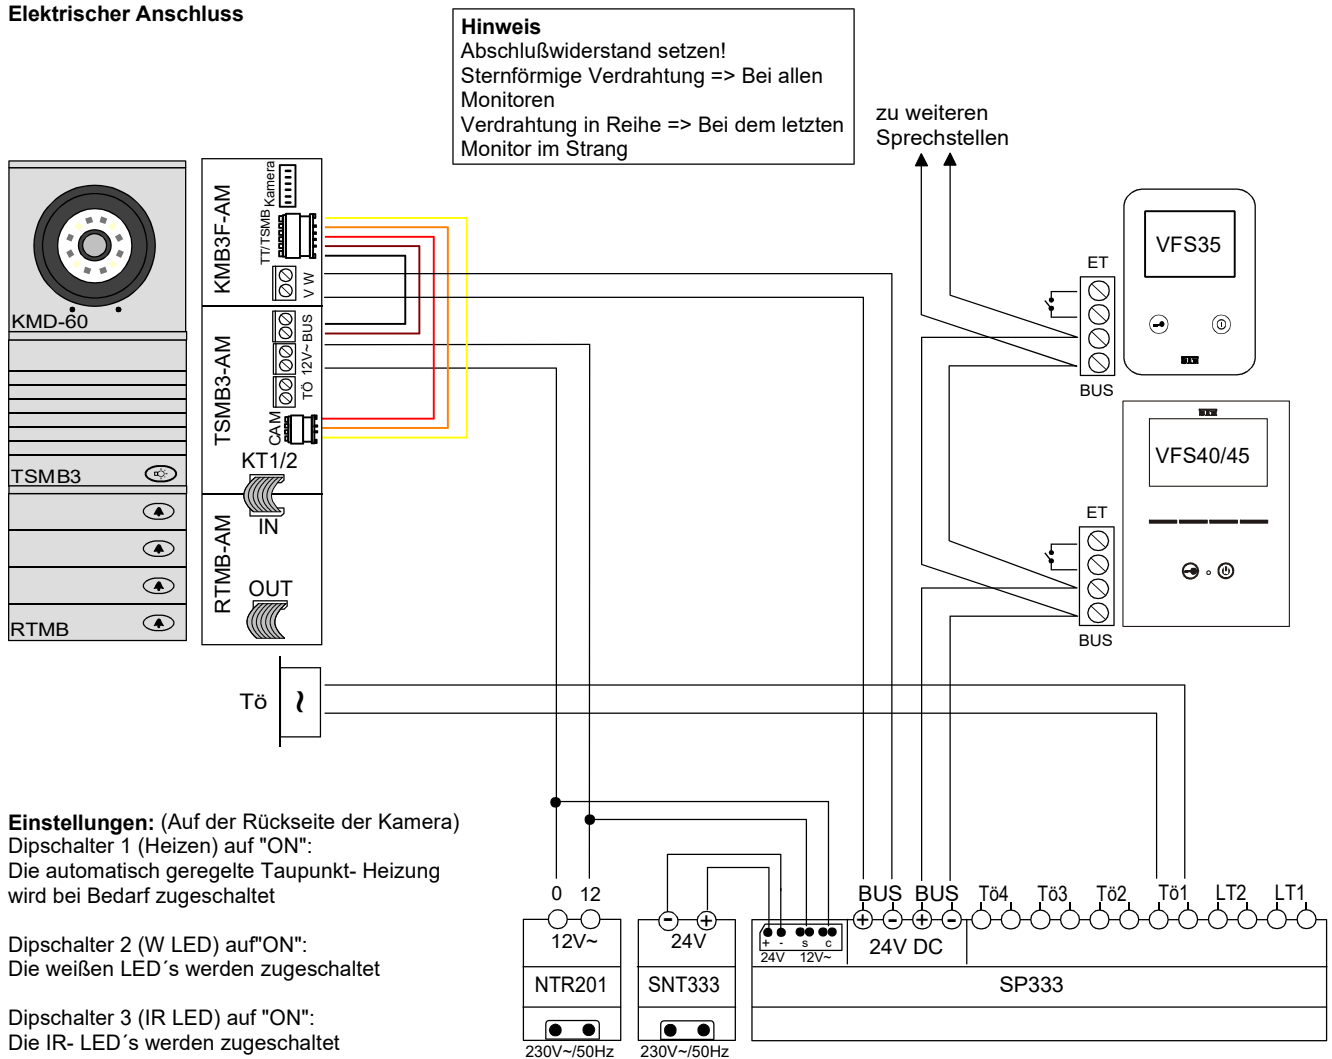 Elektrischer Anschluss
Hinweis
Abschlußwiderstand setzen!
Sternförmige Verdrahtung => Bei allen
Monitoren
Verdrahtung in Reihe => Bei dem letzten
Monitor im Strang
zu weiteren
Sprechstellen
KMD-60
TSMB3
RTMB
KMB3F-AM
Kamera
TT/TSMB
V W
TSMB3-AM
BUS
12V~
TÖ
CAM
KT1/2
RTMB-AM
IN
OUT
ET
VFS35
BUS
ET
VFS40/45
BUS
Tö
~
Einstellungen: (Auf der Rückseite der Kamera)
Dipschalter 1 (Heizen) auf "ON":
Die automatisch geregelte Taupunkt- Heizung
wird bei Bedarf zugeschaltet
Dipschalter 2 (W LED) auf"ON":
Die weißen LED´s werden zugeschaltet
Dipschalter 3 (IR LED) auf "ON":
Die IR- LED´s werden zugeschaltet
0 12
12V~
NTR201
230V~/50Hz
- +
24V
SNT333
230V~/50Hz
BUS BUS Tö4 Tö3 Tö2 Tö1 LT2 LT1
+ - + -
+ - s c
24V 12V~
24V DC
SP333